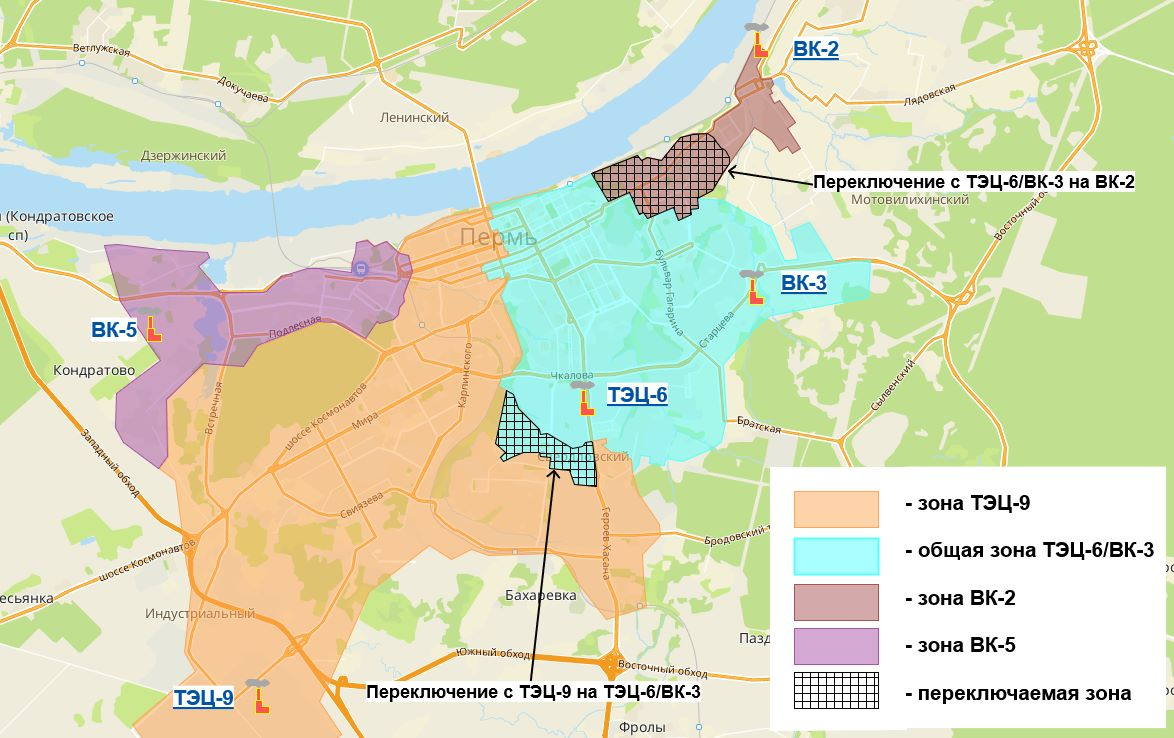 ВК-2
Ветлужская
Докучаева
Лядовская
Ленинский
Дзержинский
Переключение с ТЭЦ-6/ВК-3 на ВК-2
Мотовилихинский
Восточный
(Кондратовское
сп)
Пермь
бульвар Гагарина
ВК-3
ВК-5
Подлесная
Старцева
Кондратово
Чкалова
ТЭЦ-6
Карпинского
Встречная
шоссе Космонавтов
Мира
Сылвенский
Братская
Западный обход
- зона ТЭЦ-9
Свиязева
Героев Хасана
Бродовский
- общая зона ТЭЦ-6/ВК-3
шоссе Космонавтов
Бахаревка
- зона ВК-2
Индустриальный
Южный обход
Восточный обход
- зона ВК-5
ТЭЦ-9
Переключение с ТЭЦ-9 на ТЭЦ-6/ВК-3
- переключаемая зона
Фролы